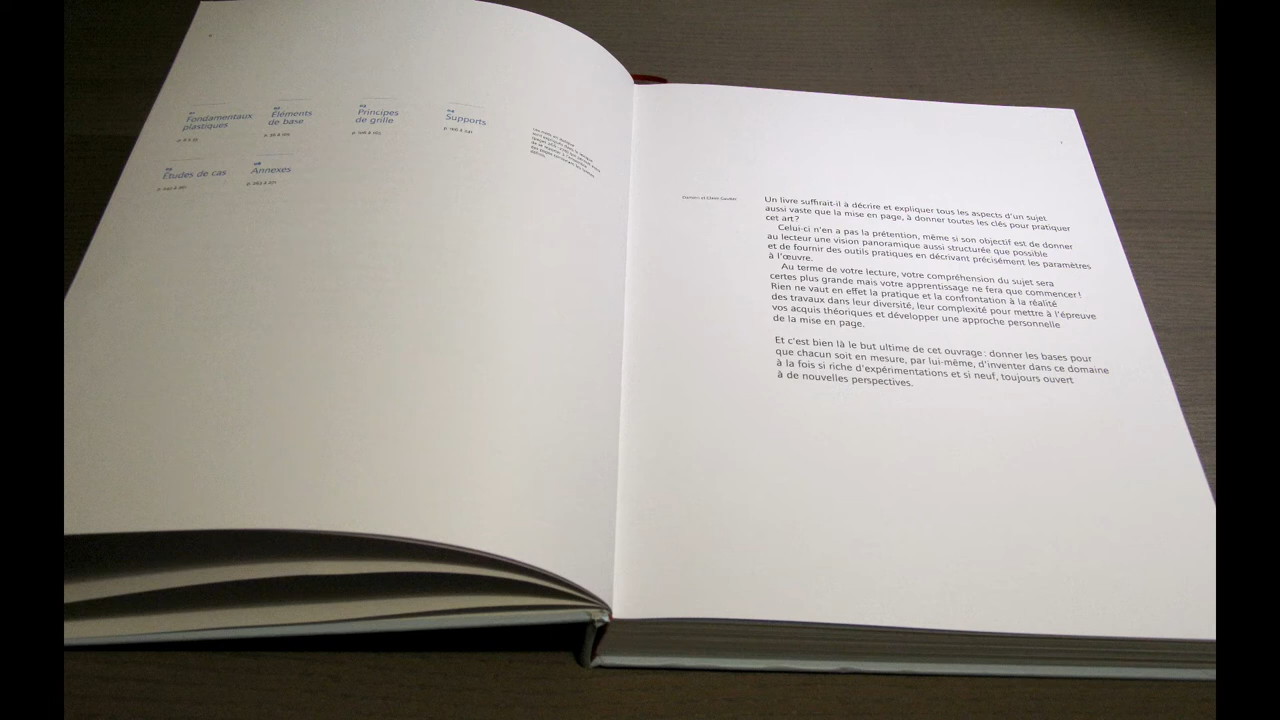 Fondamentaux
plastiques
Éléments
de base
Principes
de grille
Supports
Études de cas
Annexes
Un livre suffirait-il à décrire et expliquer tous les aspects d'un sujet
aussi vaste que la mise en page, à donner toutes les clés pour pratiquer
cet art ?
Celui-ci n'en a pas la prétention, même si son objectif est de donner
au lecteur une vision panoramique aussi structurée que possible
et de fournir des outils pratiques en décrivant précisément les paramètres
à l'œuvre.
Au terme de votre lecture, votre compréhension du sujet sera
certes plus grande mais votre apprentissage ne fera que commencer !
Rien ne vaut en effet la pratique et la confrontation à la réalité
des travaux dans leur diversité, leur complexité pour mettre à l'épreuve
vos acquis théoriques et développer une approche personnelle
de la mise en page.
Et c'est bien là le but ultime de cet ouvrage : donner les bases pour
que chacun soit en mesure, par lui-même, d'inventer dans ce domaine
à la fois si riche d'expérimentations et si neuf, toujours ouvert
à de nouvelles perspectives.